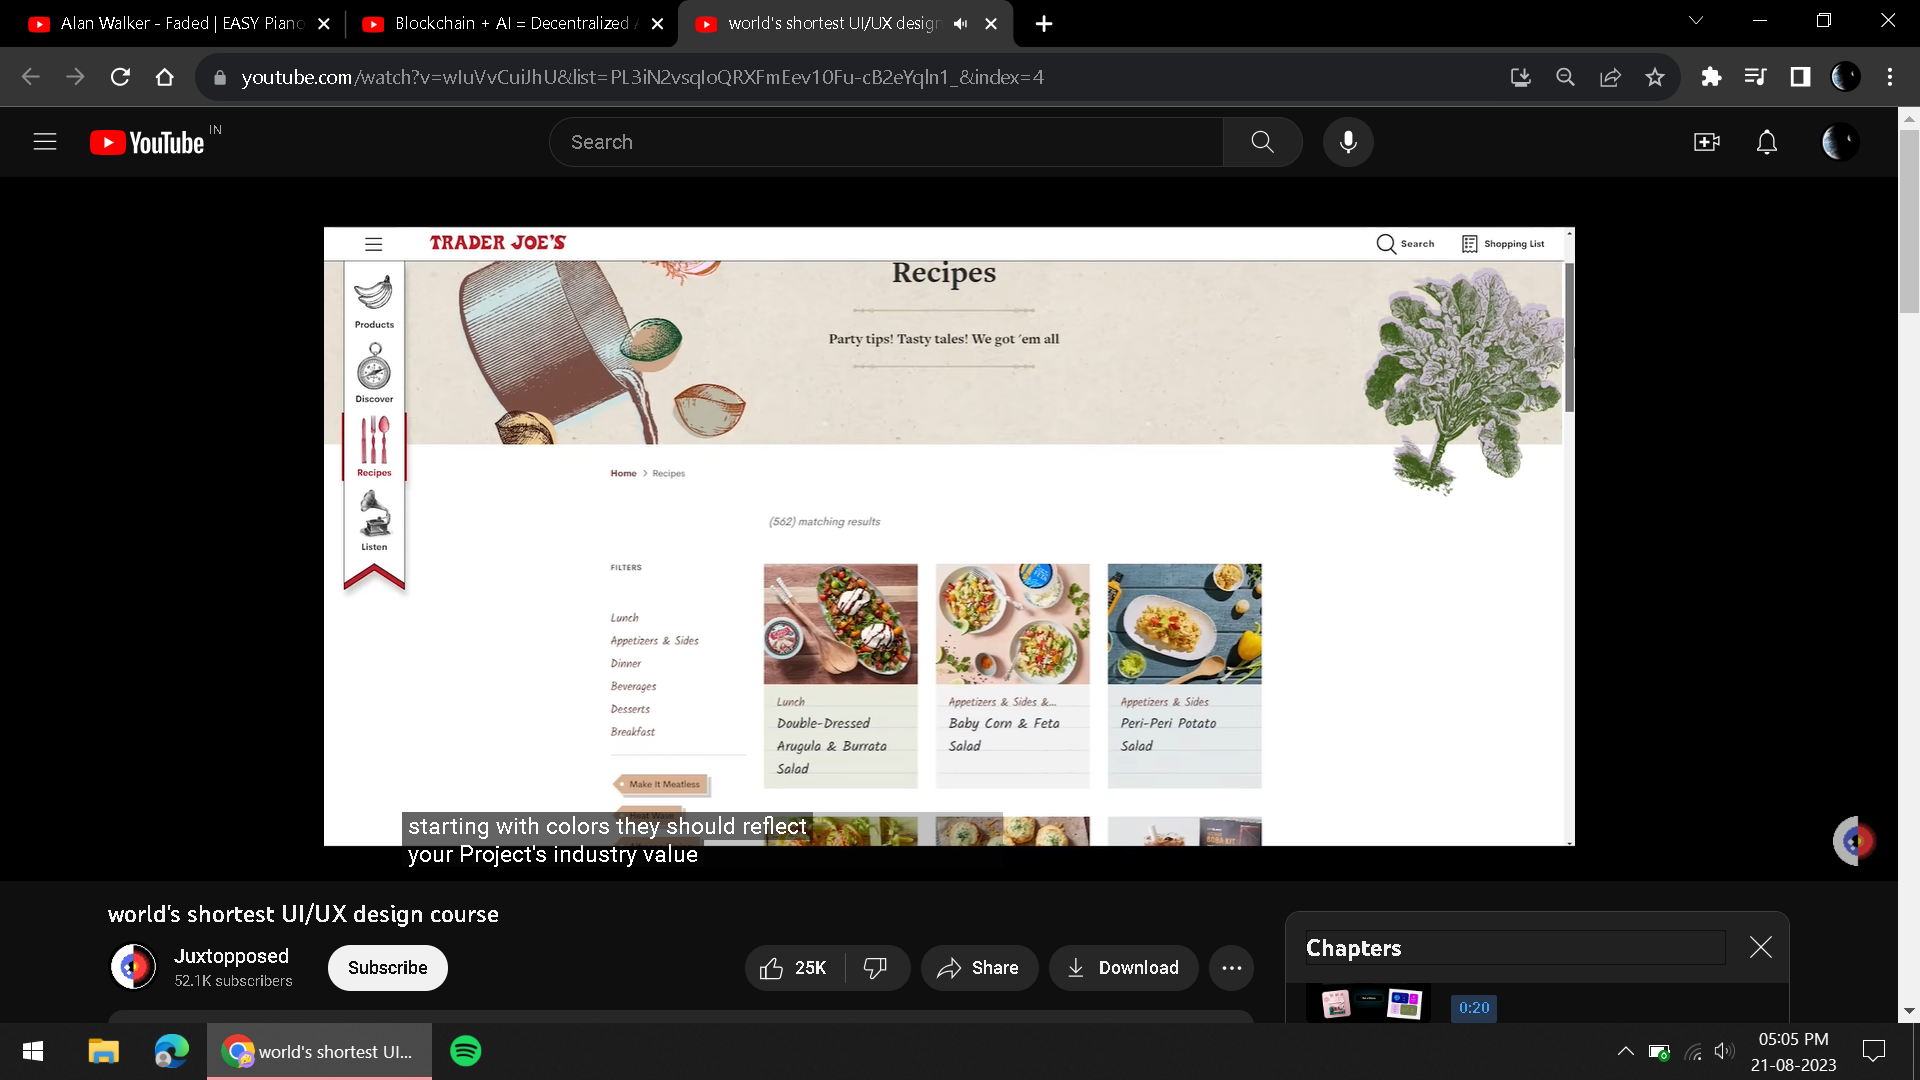 Alan Walker - Faded | EASY Piano
Blockchain + AI = Decentralized A
world's shortest UI/UX design
youtube.com/watch?v=wIuVvCuiJhU&list=PL3iN2vsqIoQRXFmEev10Fu-cB2eYqln1_&index=4
YouTube IN
Search
TRADER JOE'S
Search
Shopping List
Products
Discover
Recipes
Listen
Recipes
Party tips! Tasty tales! We got 'em all
Home > Recipes
(562) matching results
FILTERS
Lunch
Appetizers & Sides
Dinner
Beverages
Desserts
Breakfast
Make It Meatless
Heat Wave
Lunch
Double-Dressed
Arugula & Burrata
Salad
Appetizers & Sides &...
Baby Corn & Feta
Salad
Appetizers & Sides
Peri-Peri Potato
Salad
starting with colors they should reflect
your Project's industry value
world's shortest UI/UX design course
Juxtopposed
52.1K subscribers
Subscribe
25K
Share
Download
Chapters
0:20
world's shortest UI...
05:05 PM
21-08-2023